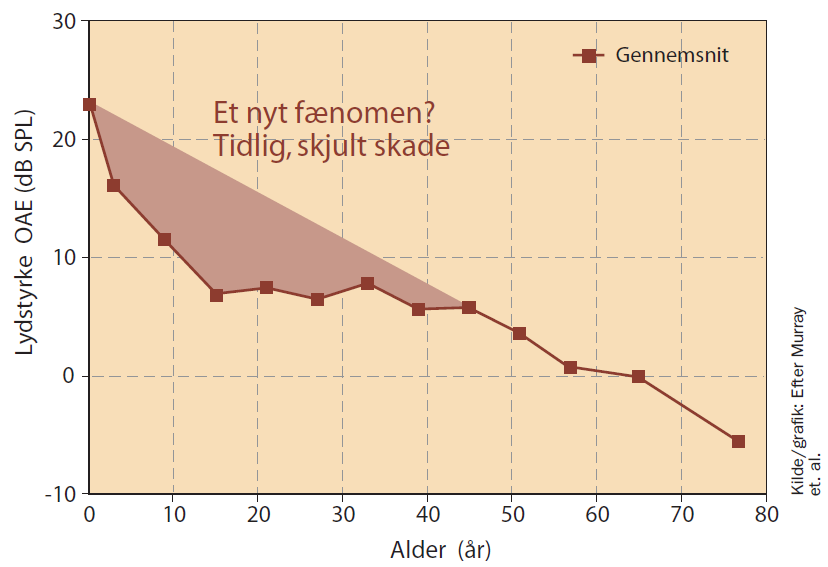 30
20
10
0
-10
Lydstyrke OAE (dB SPL)
Gennemsnit
Et nyt fænomen?
Tidlig, skjult skade
0 10 20 30 40 50 60 70 80
Alder (år)
Kilde/grafik: Efter Murray
et. al.